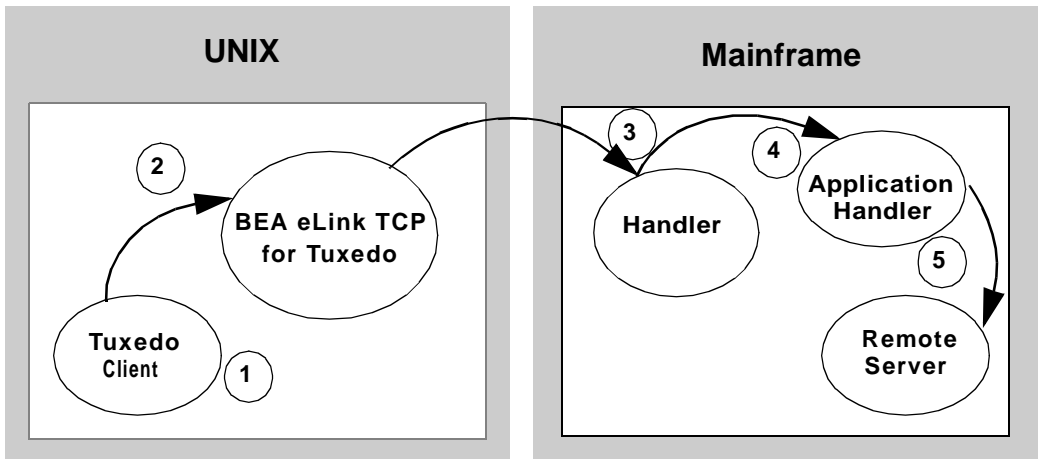 UNIX
2
BEA eLink TCP
for Tuxedo
Tuxedo
Client
1
Mainframe
3
4
Handler
Application
Handler
5
Remote
Server